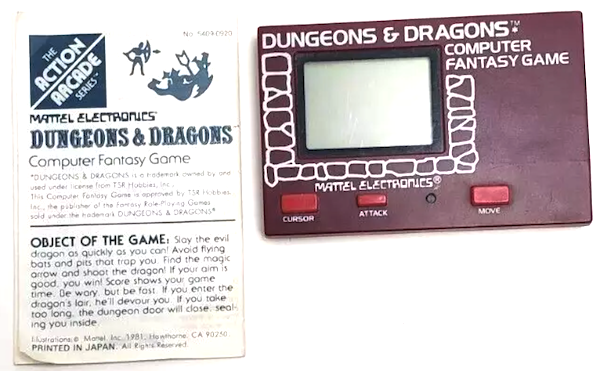 No. 5409-0920
THE
ACTION
ARCADE
SERIES™
MATTEL ELECTRONICS®
DUNGEONS & DRAGONS*
Computer Fantasy Game
*DUNGEONS & DRAGONS is a trademark owned by and
used under license from TSR Hobbies, Inc.
This Computer Fantasy Game is approved by TSR Hobbies
Inc., the publisher of the Fantasy Role-Playing Games
sold under the trademark DUNGEONS & DRAGONS*
OBJECT OF THE GAME: Slay the evil
dragon as quickly as you can! Avoid flying
bats and pits that trap you. Find the magic
arrow and shoot the dragon! If your aim is
good, you win! Score shows your game
time. Be wary, but be fast. If you enter the
dragon's lair, he'll devour you. If you take
too long, the dungeon door will close, seal-
ing you inside.
Illustrations © Mattel, Inc. 1981, Hawthorne, CA 90250
PRINTED IN JAPAN. All Rights Reserved.
DUNGEONS & DRAGONS™*
COMPUTER
FANTASY GAME
MATTEL ELECTRONICS®
CURSOR
ATTACK
MOVE